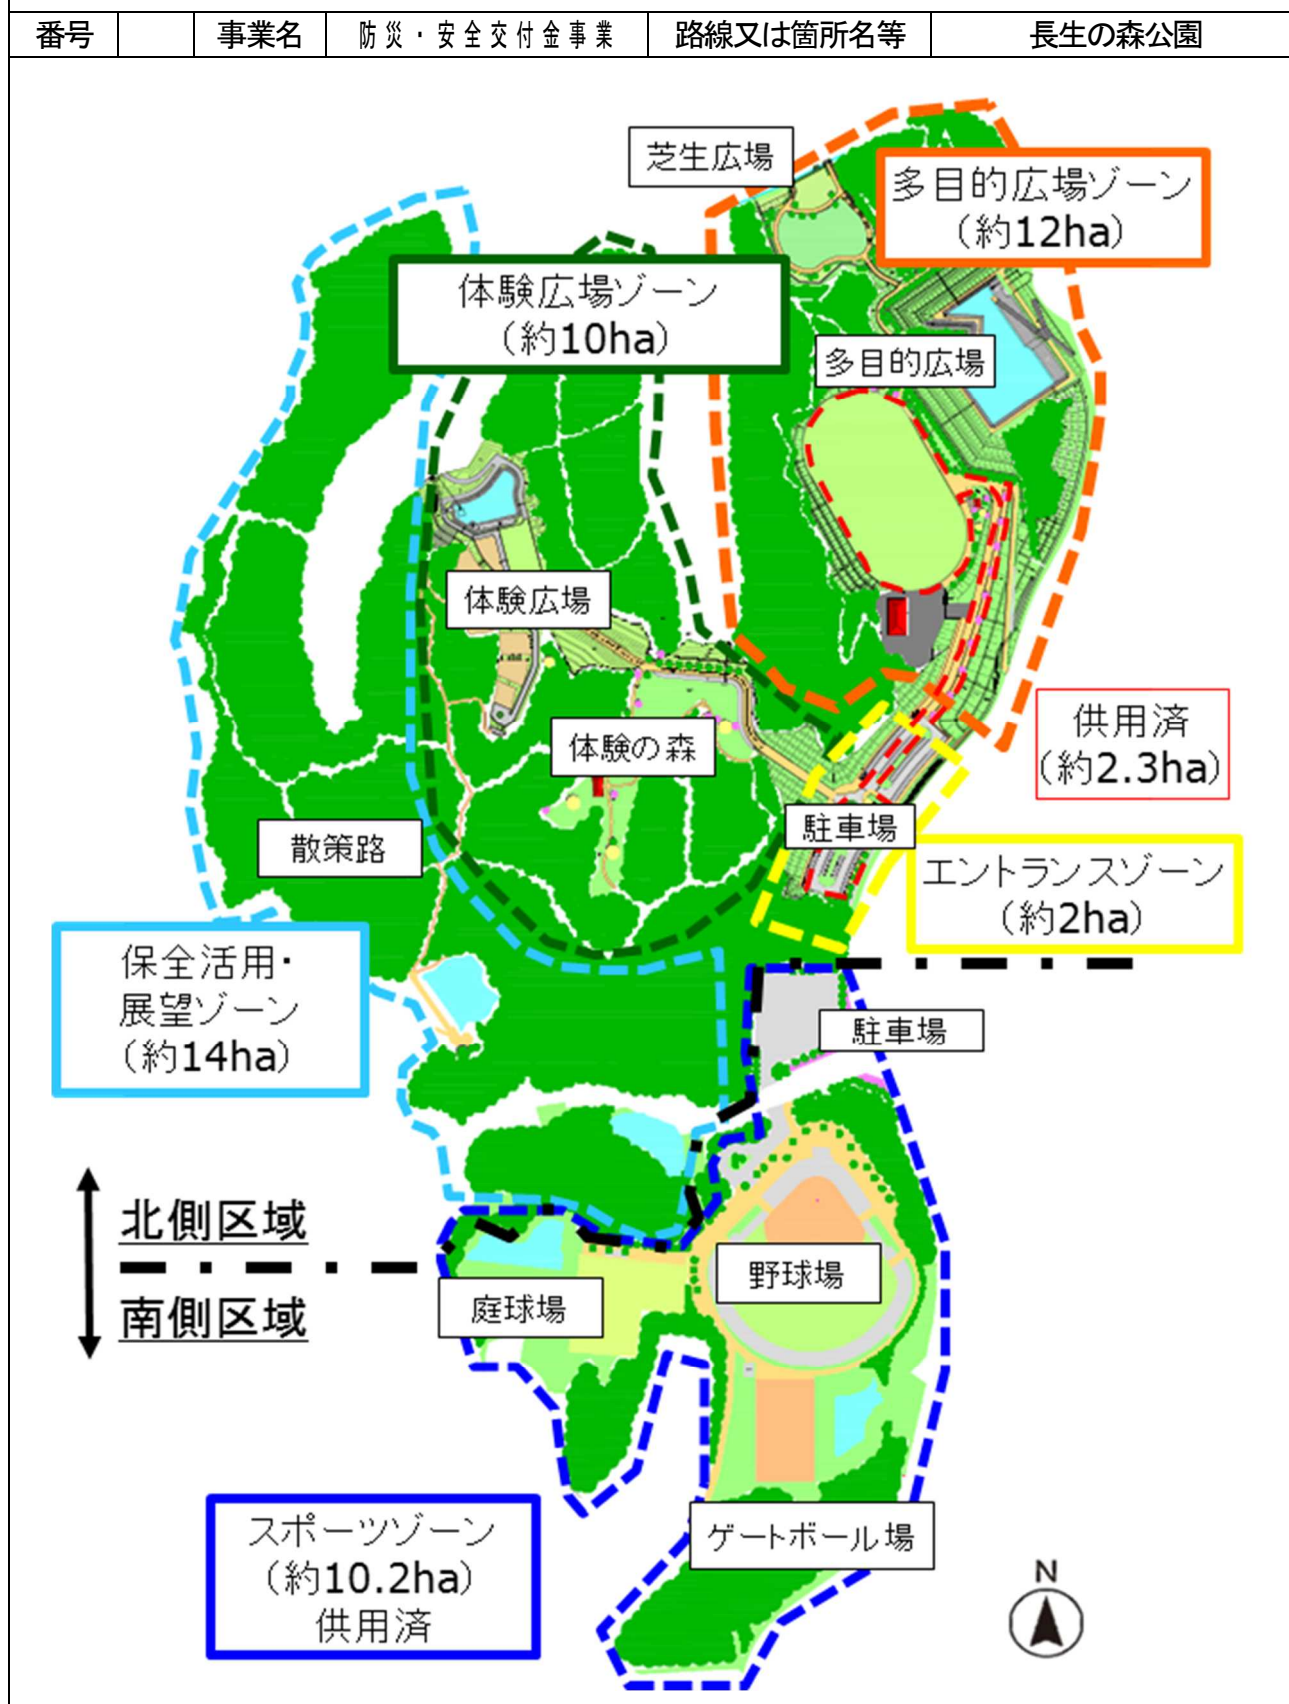 番号 事業名 防災・安全交付金事業 路線又は箇所名等 長生の森公園
芝生広場
多目的広場ゾーン
（約12ha）
体験広場ゾーン
（約10ha）
多目的広場
体験広場
供用済
（約2.3ha）
体験の森
駐車場
散策路
エントランスゾーン
（約2ha）
保全活用・
展望ゾーン
（約14ha）
駐車場
北側区域
南側区域
野球場
庭球場
スポーツゾーン
（約10.2ha）
供用済
ゲートボール場
N